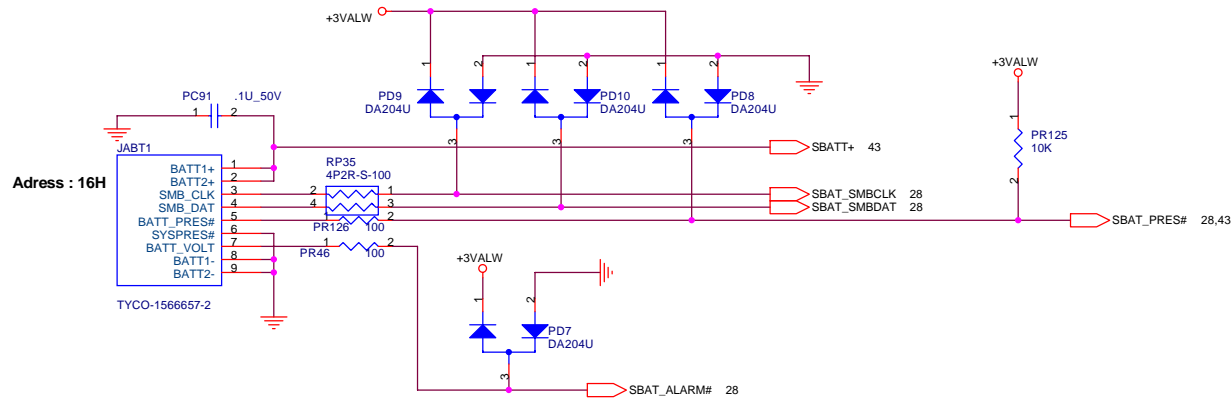 +3VALW
1
2
1
2
1
2
+3VALW
PC91 .1U_50V
1
2
PD9
DA204U
PD10
DA204U
PD8
DA204U
3
3
3
1
PR125
10K
2
JABT1
SBATT+ 43
Adress : 16H
BATT1+ 1
BATT2+ 2
SMB_CLK 3
SMB_DAT 4
BATT_PRES# 5
SYSPRES# 6
BATT_VOLT 7
BATT1- 8
BATT2- 9
RP35
4P2R-S-100
2 1
4 3
1 2
PR126 100
1 2
PR46 100
SBAT_SMBCLK 28
SBAT_SMBDAT 28
SBAT_PRES# 28,43
TYCO-1566657-2
+3VALW
1
2
PD7
DA204U
3
SBAT_ALARM# 28